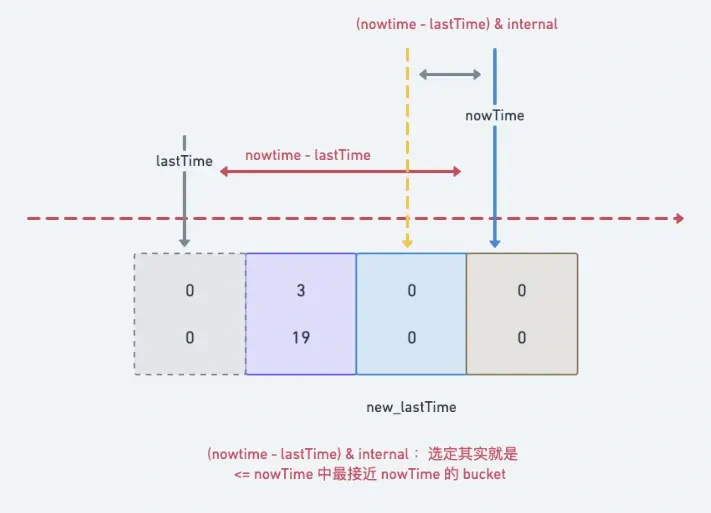 (nowtime - lastTime) & internal
nowTime
lastTime
nowtime - lastTime
0 3 0 0
0 19 0 0
new_lastTime
(nowtime - lastTime) & internal： 选定其实就是
<= nowTime 中最接近 nowTime 的 bucket